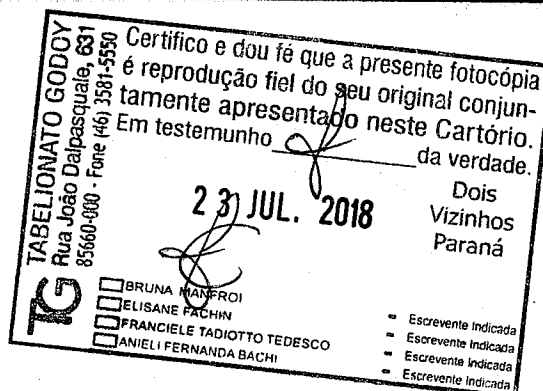 TG
TABELIONATO GODOY
Rua João Dalpasquale, 631
85660-000 - Fone (46) 3581-5550
Certifico e dou fé que a presente fotocópia
é reprodução fiel do seu original conjun-
tamente apresentado neste Cartório.
Em testemunho da verdade.
23 JUL. 2018
Dois
Vizinhos
Paraná
BRUNA MANFROI - Escrevente Indicada
ELISANE FACHIN - Escrevente Indicada
FRANCIELE TADIOTTO TEDESCO - Escrevente Indicada
ANIELI FERNANDA BACHI - Escrevente Indicada